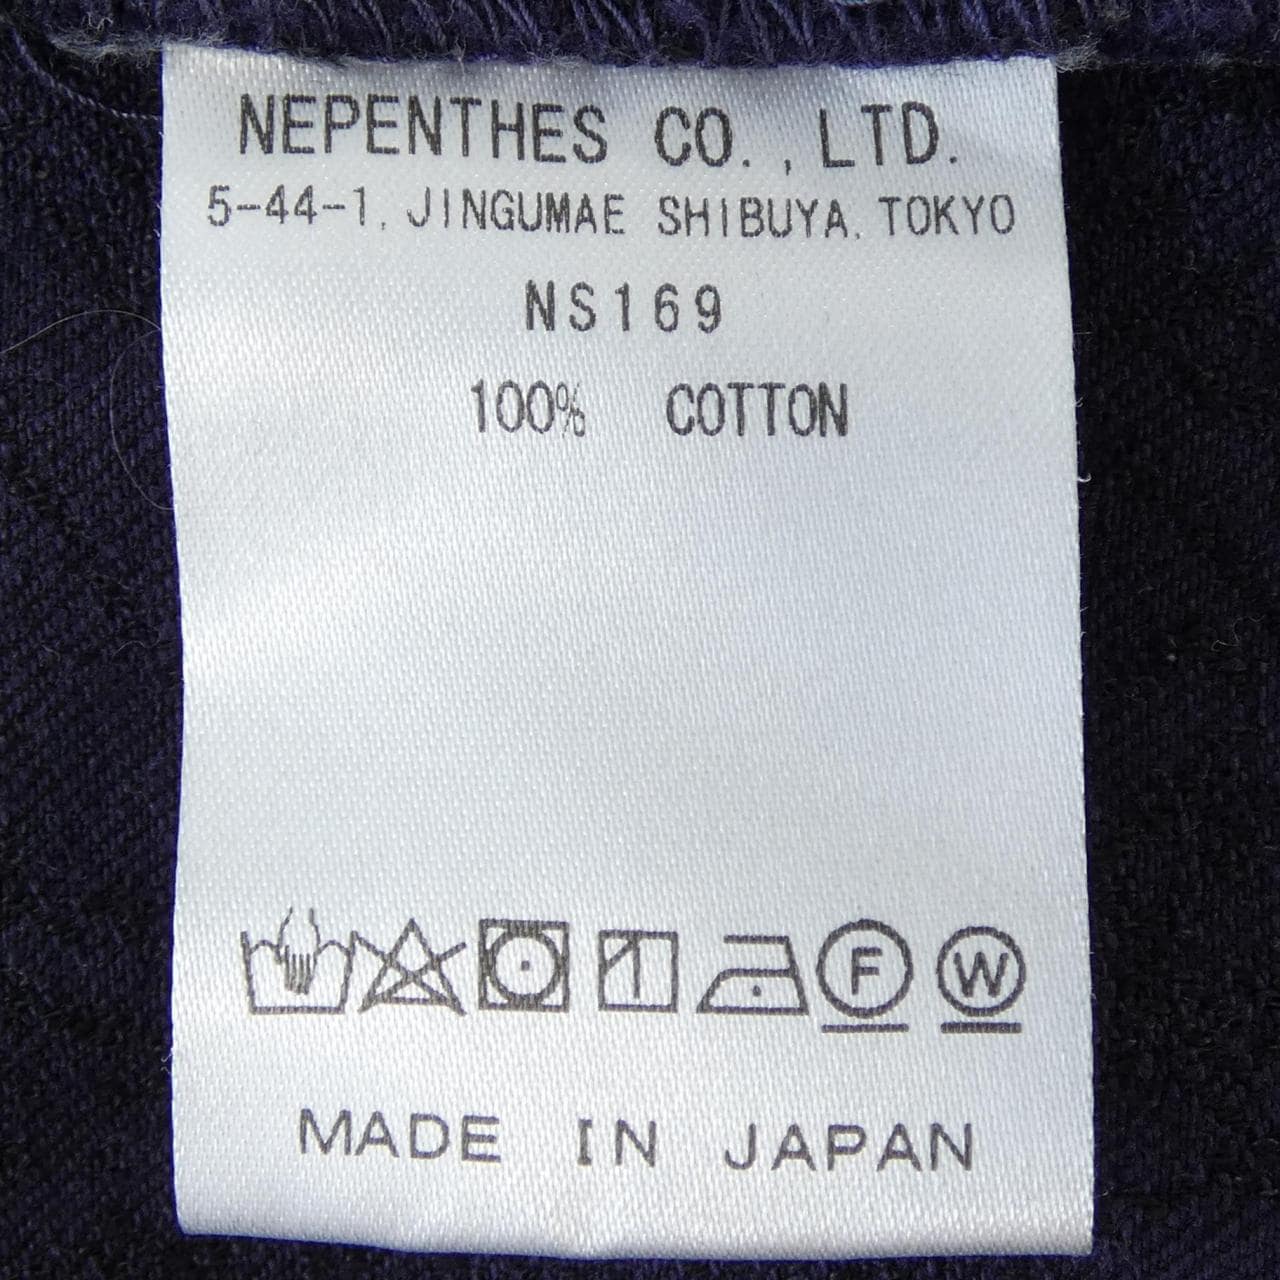 NEPENTHES CO., LTD.
5-44-1, JINGUMAE SHIBUYA, TOKYO
NS169
100% COTTON
F W
MADE IN JAPAN